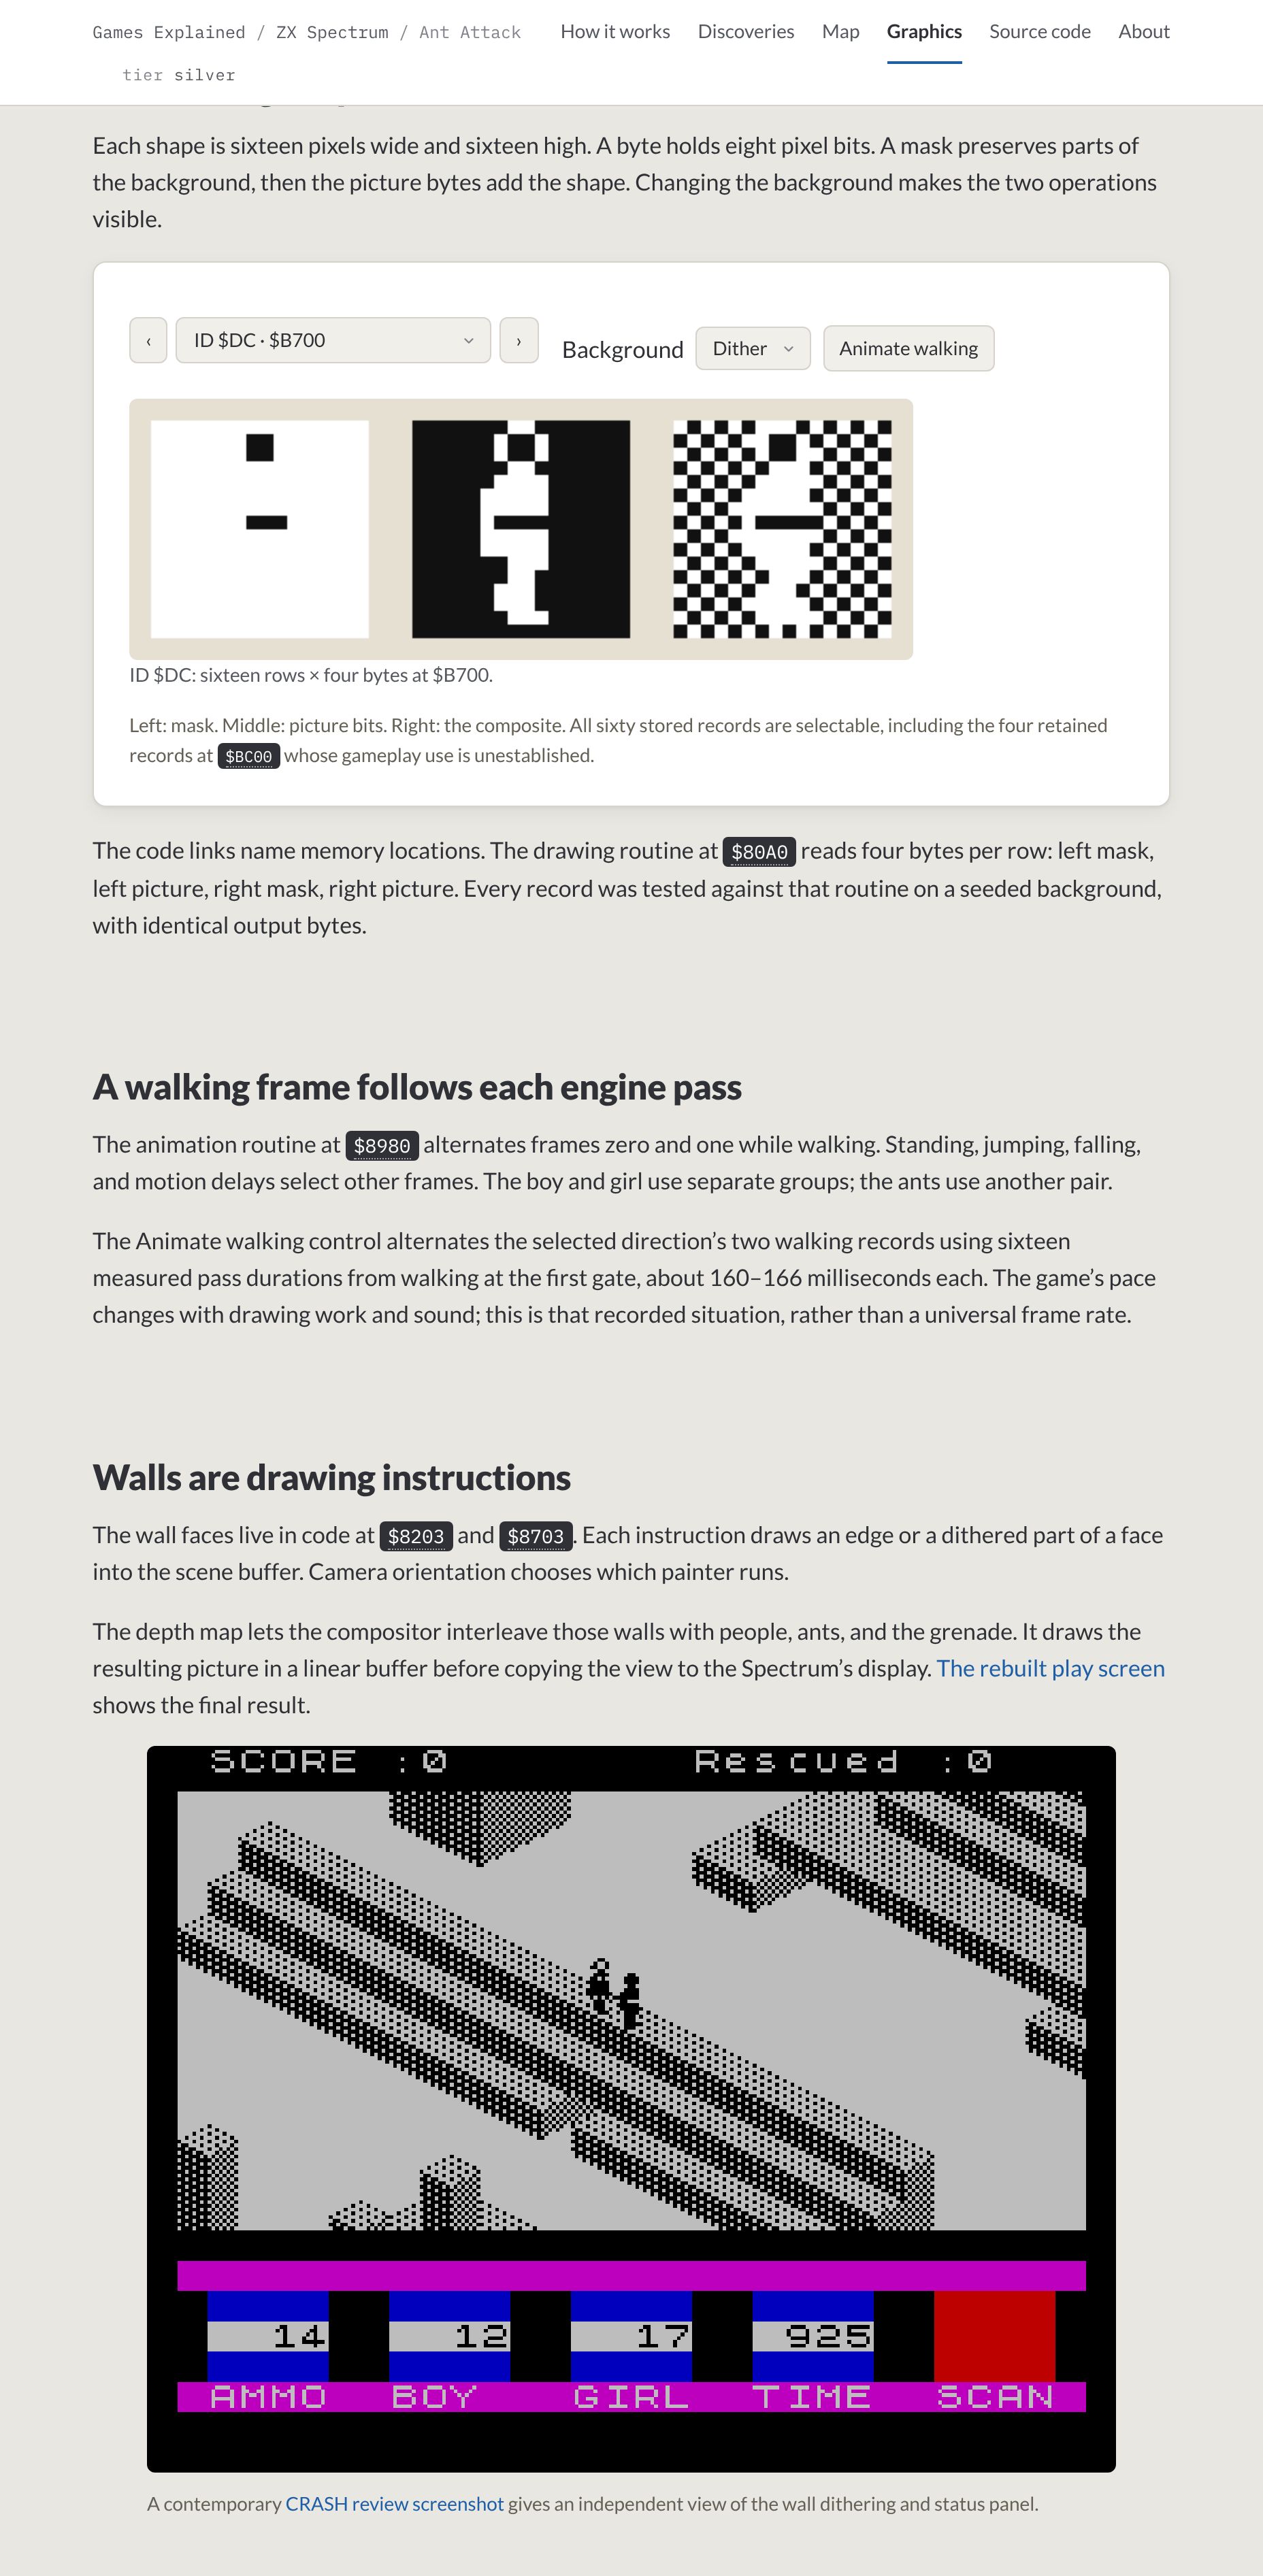 Games Explained / ZX Spectrum / Ant Attack
How it works Discoveries Map Graphics Source code About
tier silver
Each shape is sixteen pixels wide and sixteen high. A byte holds eight pixel bits. A mask preserves parts of
the background, then the picture bytes add the shape. Changing the background makes the two operations
visible.
‹ ID $DC · $B700 › Background Dither Animate walking
ID $DC: sixteen rows × four bytes at $B700.
Left: mask. Middle: picture bits. Right: the composite. All sixty stored records are selectable, including the four retained
records at $BC00 whose gameplay use is unestablished.
The code links name memory locations. The drawing routine at $80A0 reads four bytes per row: left mask,
left picture, right mask, right picture. Every record was tested against that routine on a seeded background,
with identical output bytes.
A walking frame follows each engine pass
The animation routine at $8980 alternates frames zero and one while walking. Standing, jumping, falling,
and motion delays select other frames. The boy and girl use separate groups; the ants use another pair.
The Animate walking control alternates the selected direction’s two walking records using sixteen
measured pass durations from walking at the first gate, about 160–166 milliseconds each. The game’s pace
changes with drawing work and sound; this is that recorded situation, rather than a universal frame rate.
Walls are drawing instructions
The wall faces live in code at $8203 and $8703. Each instruction draws an edge or a dithered part of a face
into the scene buffer. Camera orientation chooses which painter runs.
The depth map lets the compositor interleave those walls with people, ants, and the grenade. It draws the
resulting picture in a linear buffer before copying the view to the Spectrum’s display. The rebuilt play screen
shows the final result.
SCORE :0 Rescued :0
14 12 17 925
AMMO BOY GIRL TIME SCAN
A contemporary CRASH review screenshot gives an independent view of the wall dithering and status panel.